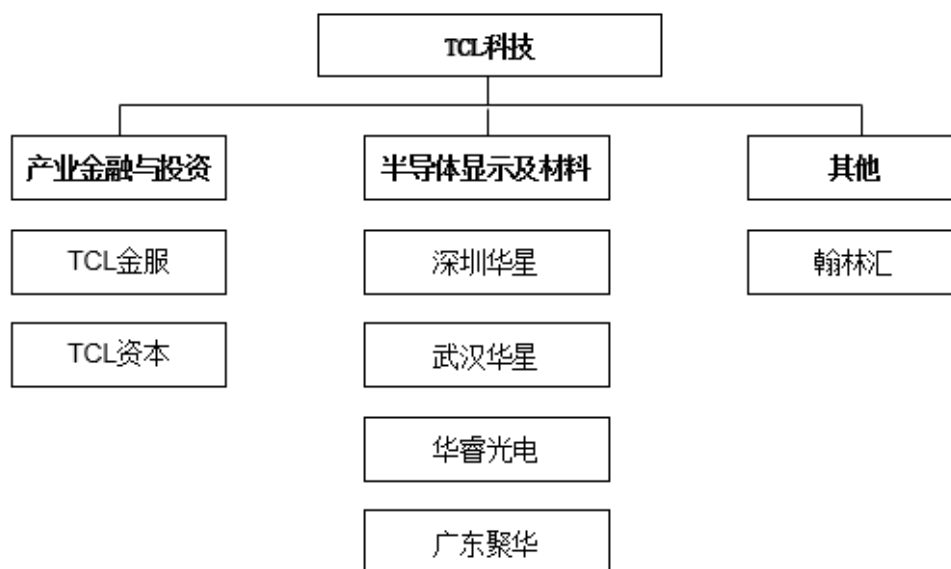 TCL科技
产业金融与投资
半导体显示及材料
其他
TCL金服
深圳华星
翰林汇
TCL资本
武汉华星
华睿光电
广东聚华